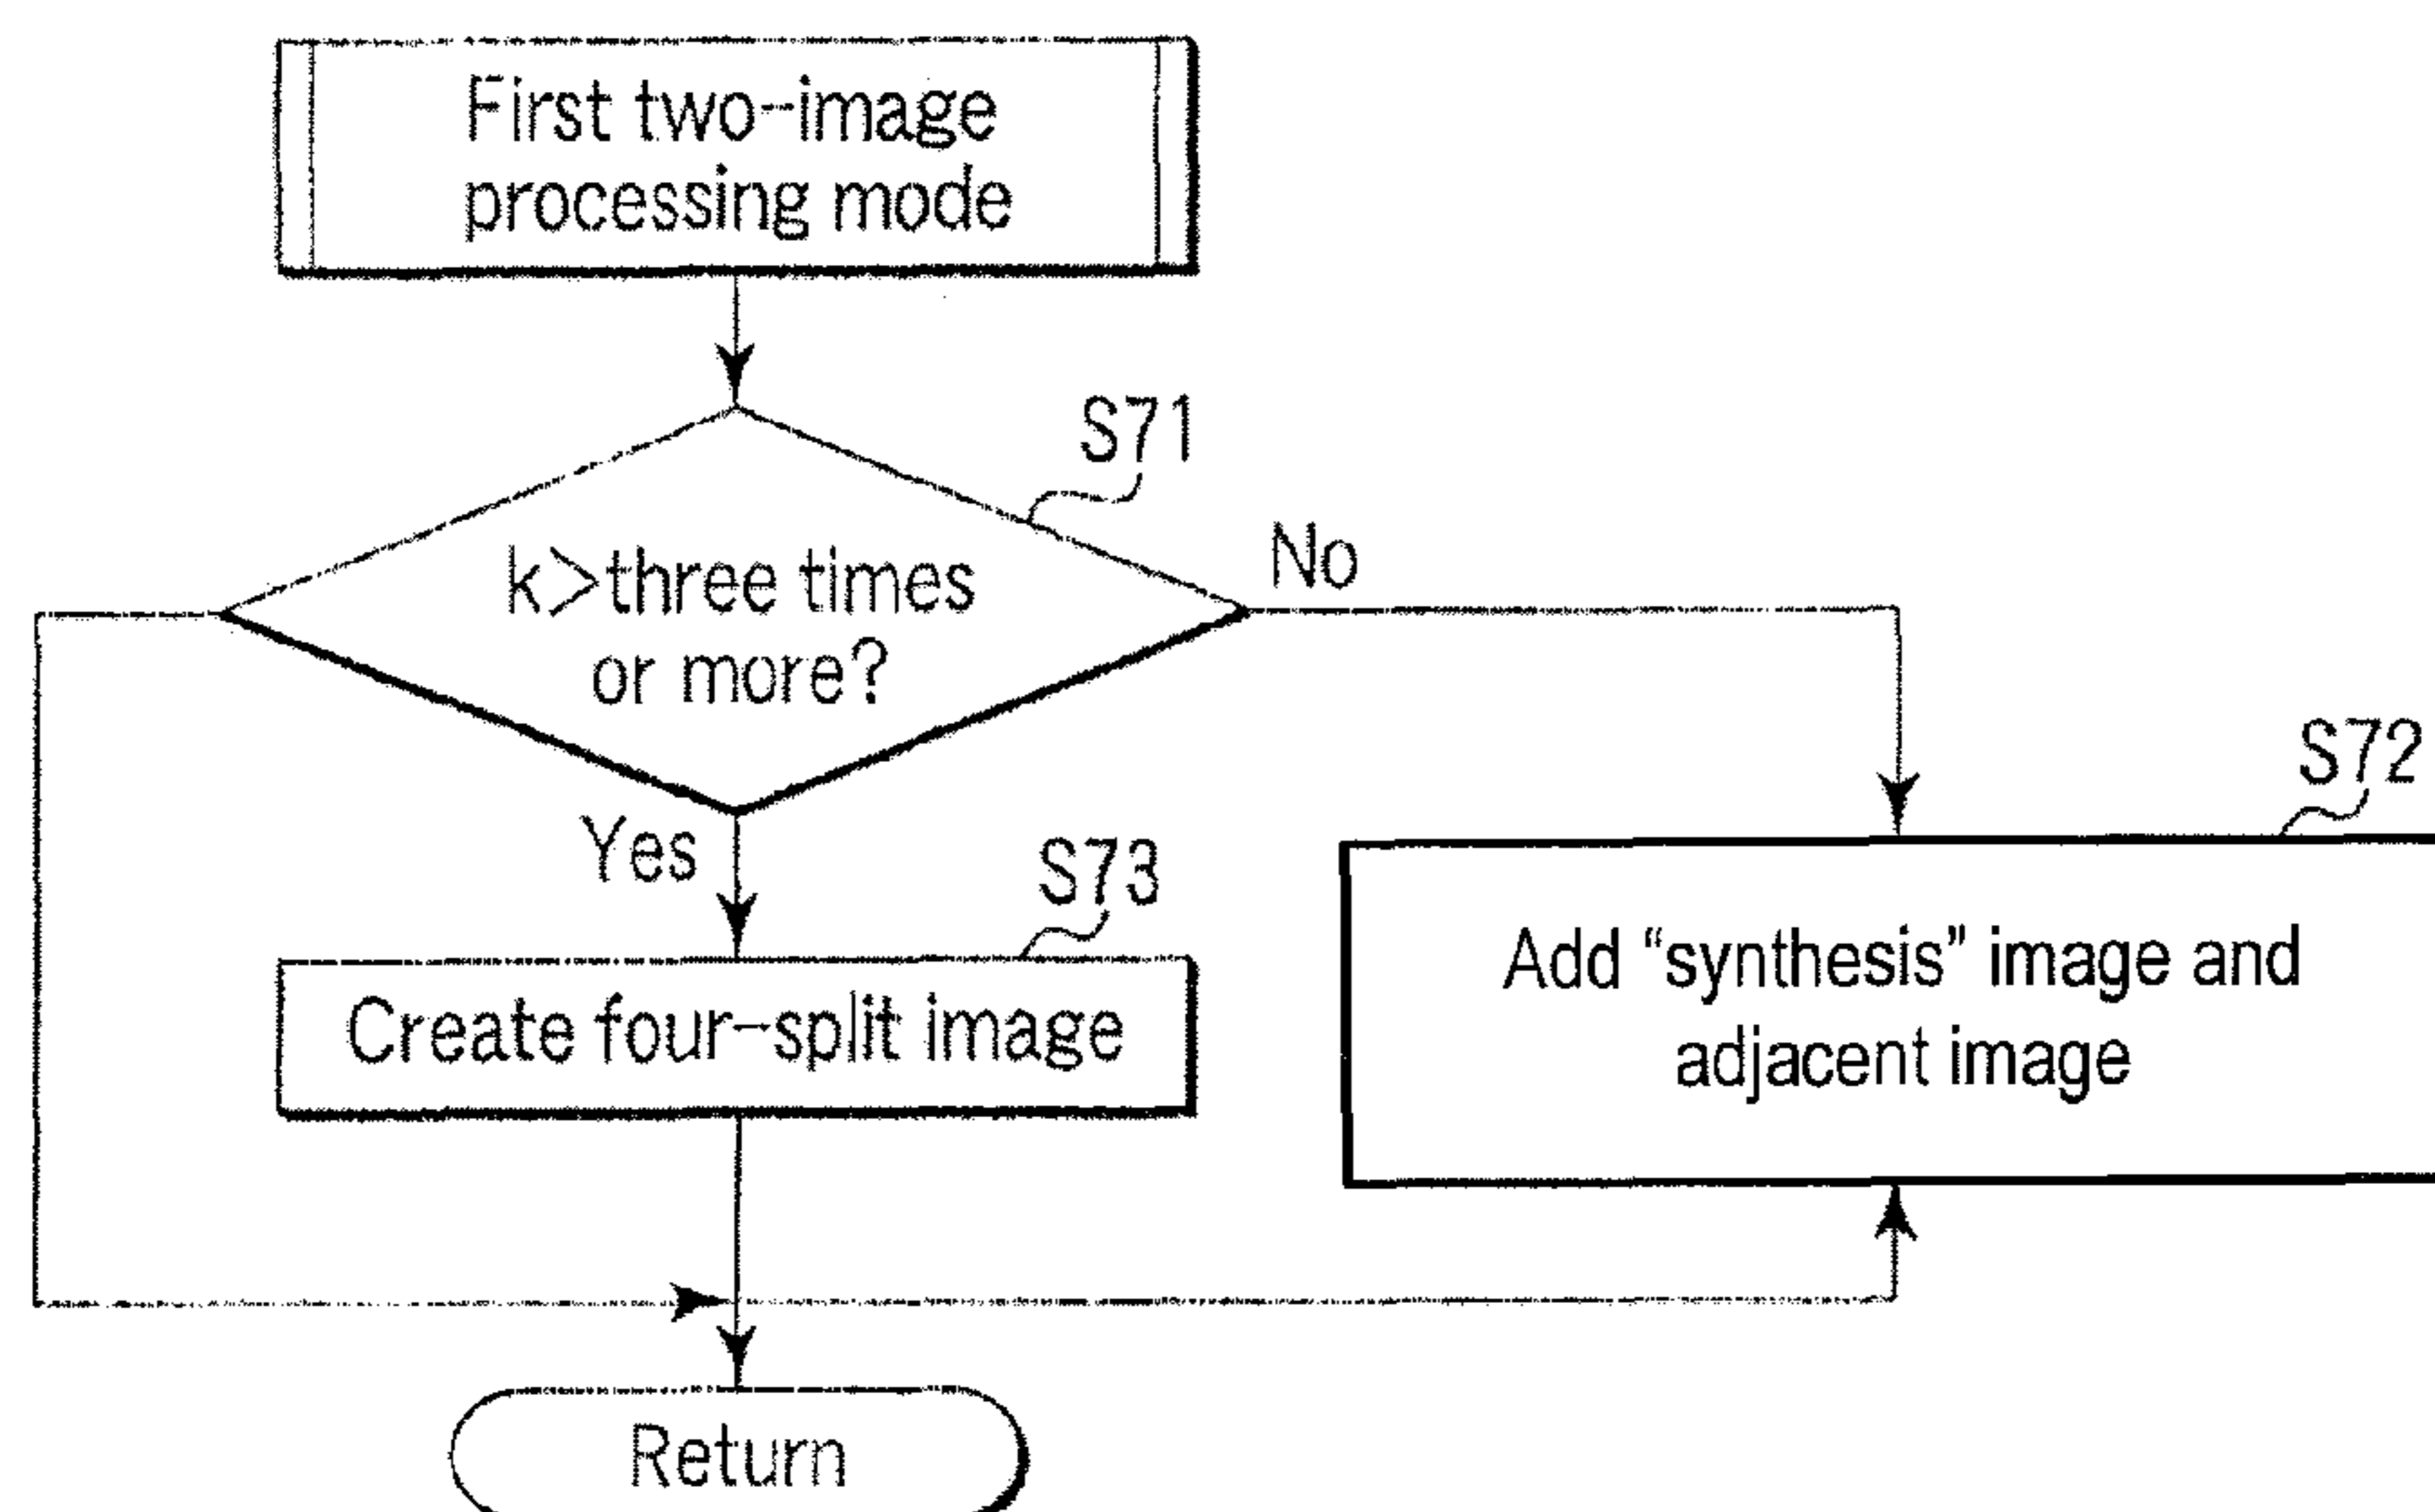 First two-image
processing mode
S71
k>three times
or more?
No
Yes
S72
S73
Create four-split image
Add “synthesis” image and
adjacent image
Return